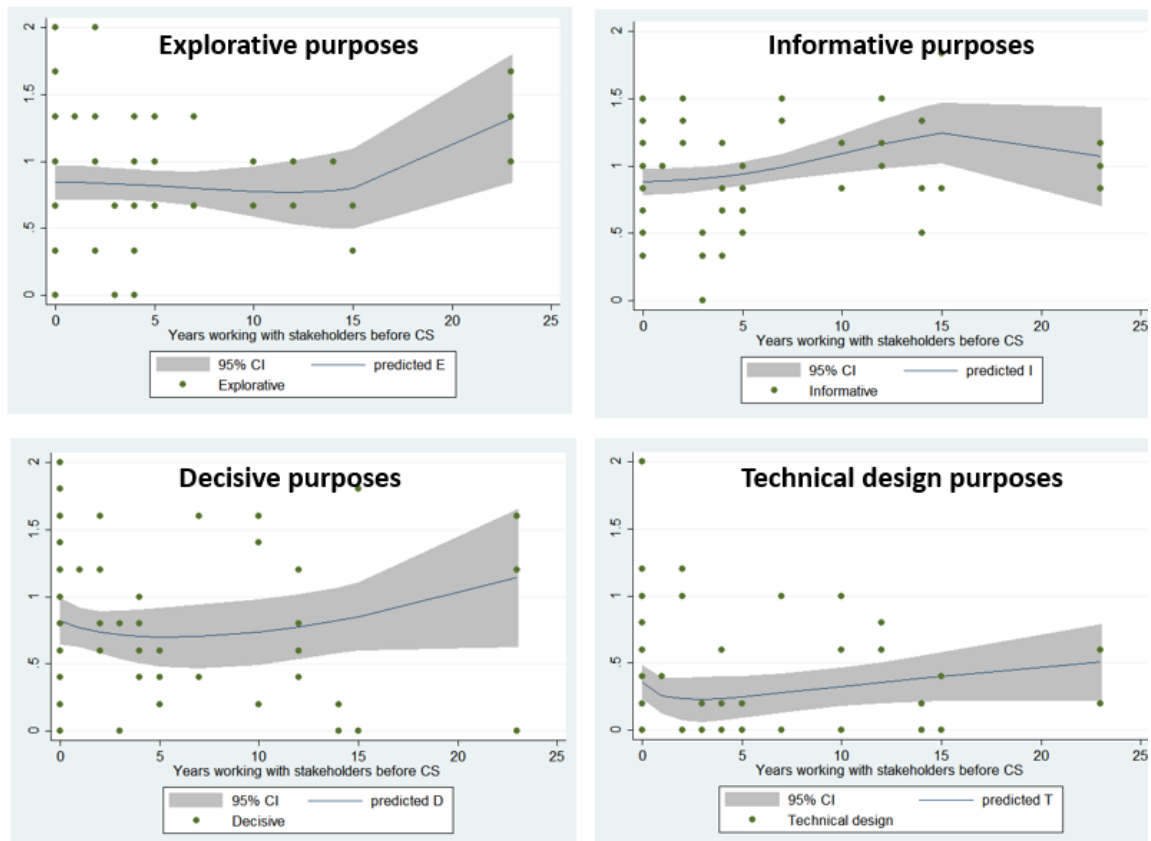 Explorative purposes
2
1.5
1
.5
0
0 5 10 15 20 25
Years working with stakeholders before CS
95% CI predicted E
Explorative
Informative purposes
2
1.5
1
.5
0
0 5 10 15 20 25
Years working with stakeholders before CS
95% CI predicted I
Informative
Decisive purposes
2
1.5
1
.5
0
0 5 10 15 20 25
Years working with stakeholders before CS
95% CI predicted D
Decisive
Technical design purposes
2
1.5
1
.5
0
0 5 10 15 20 25
Years working with stakeholders before CS
95% CI predicted T
Technical design